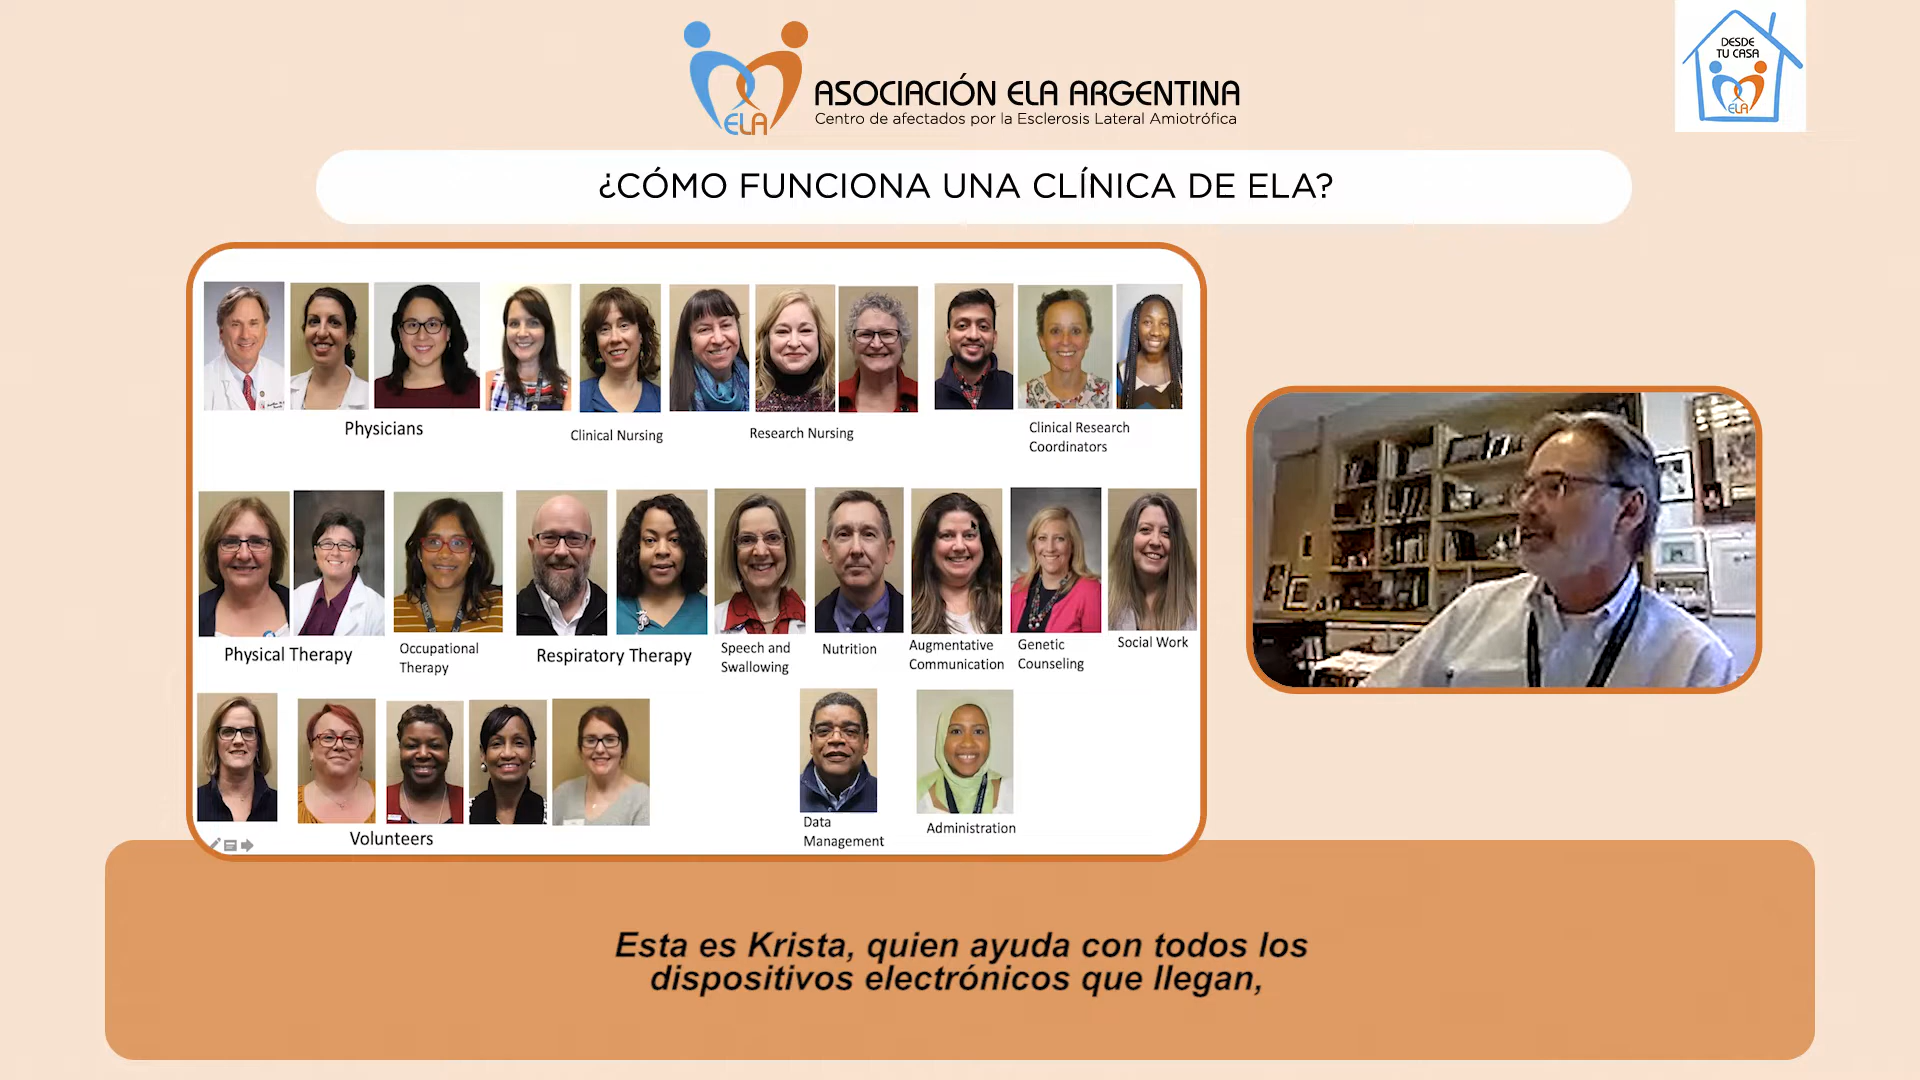 ASOCIACIÓN ELA ARGENTINA
Centro de afectados por la Esclerosis Lateral Amiotrófica
ELA
DESDE
TU CASA
ELA
¿CÓMO FUNCIONA UNA CLÍNICA DE ELA?
Physicians
Clinical Nursing
Research Nursing
Clinical Research
Coordinators
Physical Therapy
Occupational
Therapy
Respiratory Therapy
Speech and
Swallowing
Nutrition
Augmentative
Communication
Genetic
Counseling
Social Work
Volunteers
Data
Management
Administration
Esta es Krista, quien ayuda con todos los
dispositivos electrónicos que llegan,